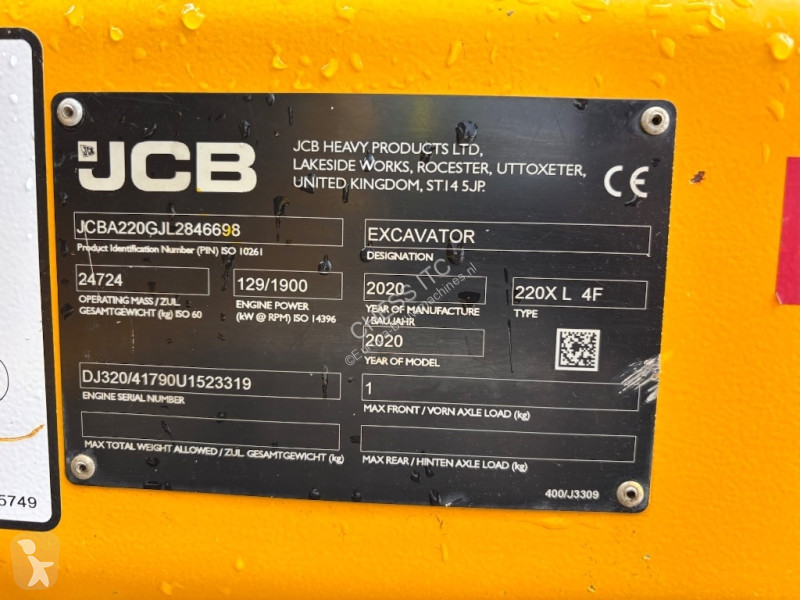 JCB
JCB HEAVY PRODUCTS LTD,
LAKESIDE WORKS, ROCESTER, UTTOXETER,
UNITED KINGDOM, ST14 5JP.
CE
JCBA220GJL2846698
Product Identification Number (PIN) ISO 10261
EXCAVATOR
DESIGNATION
24724
OPERATING MASS / ZUL.
GESAMTGEWICHT (kg) ISO 60
129/1900
ENGINE POWER
(kW @ RPM) ISO 14396
2020
YEAR OF MANUFACTURE
/ BAUJAHR
220X L 4F
TYPE
2020
YEAR OF MODEL
DJ320/41790U1523319
ENGINE SERIAL NUMBER
1
MAX FRONT / VORN AXLE LOAD (kg)
MAX TOTAL WEIGHT ALLOWED / ZUL. GESAMTGEWICHT (kg)
MAX REAR / HINTEN AXLE LOAD (kg)
400/J3309
5749